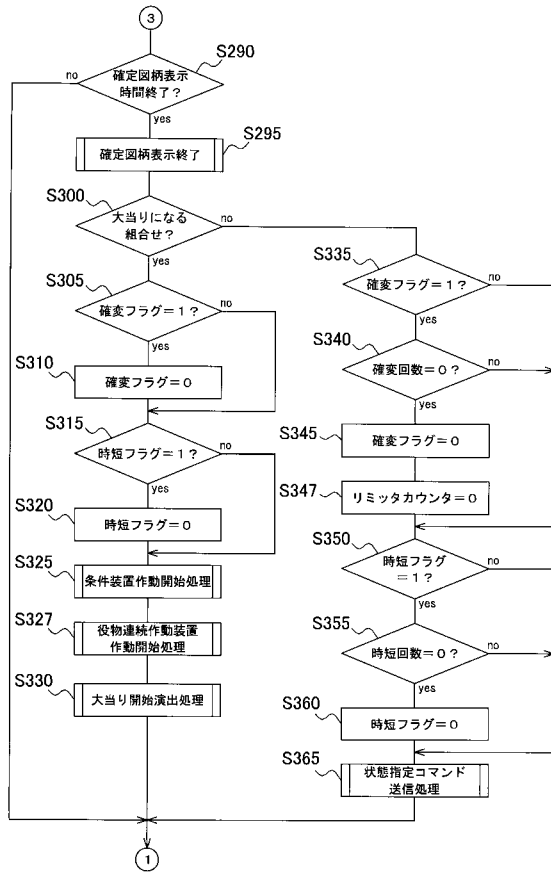 3
S290
no
確定図柄表示
時間終了?
yes
S295
確定図柄表示終了
S300
大当りになる
組合せ?
no
yes
S305
確変フラグ=1?
no
yes
S310
確変フラグ=0
S315
時短フラグ=1?
no
yes
S320
時短フラグ=0
S325
条件装置作動開始処理
S327
役物連続作動装置
作動開始処理
S330
大当り開始演出処理
S335
確変フラグ=1?
no
yes
S340
確変回数=0?
no
yes
S345
確変フラグ=0
S347
リミッタカウンタ=0
S350
時短フラグ
=1?
no
yes
S355
時短回数=0?
no
yes
S360
時短フラグ=0
S365
状態指定コマンド
送信処理
1